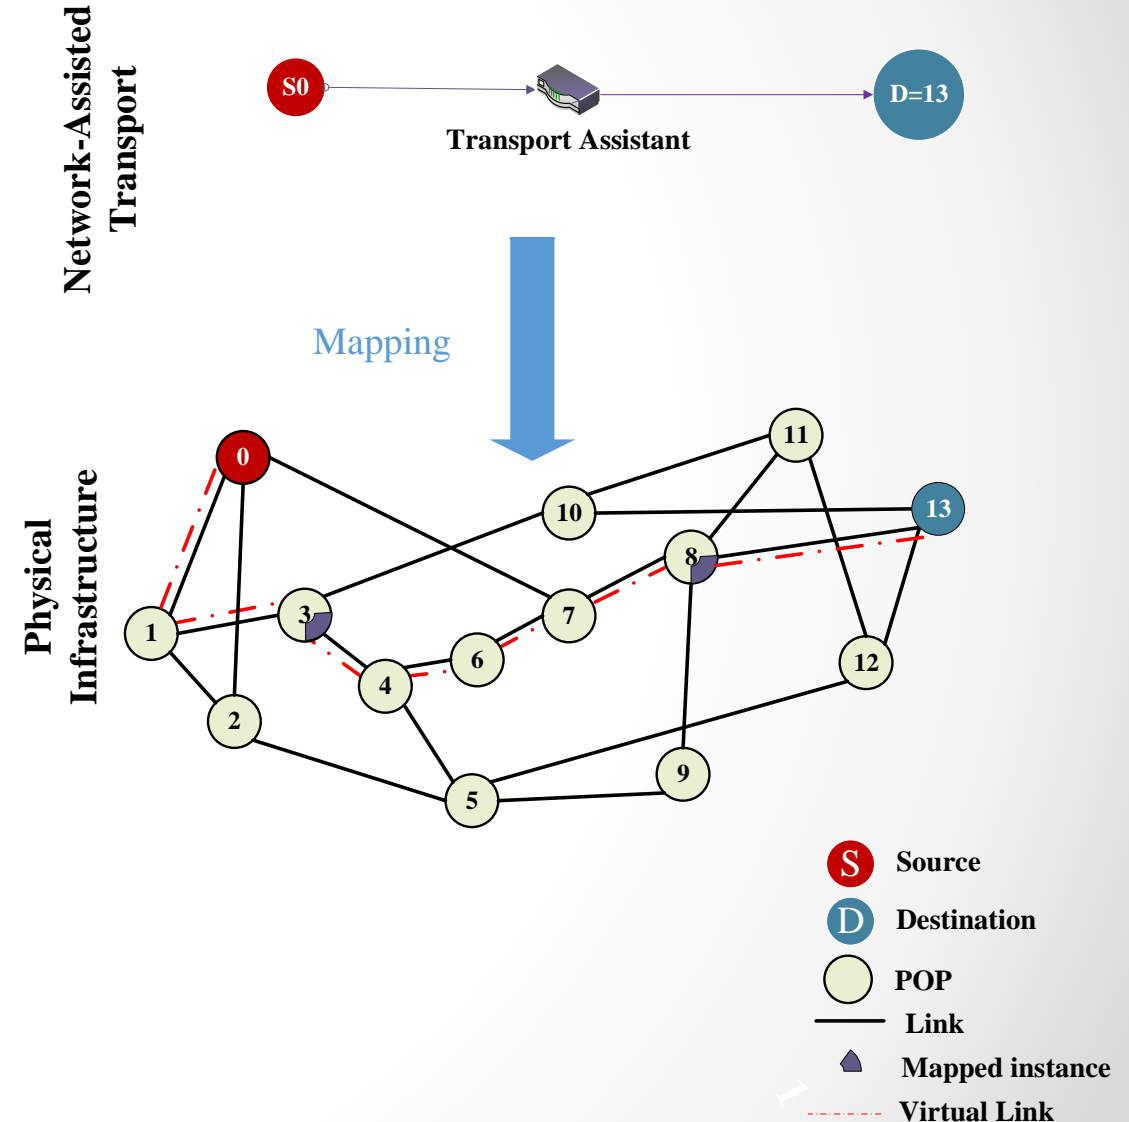 Network-Assisted
Transport
S0
D=13
Transport Assistant
Mapping
Physical
Infrastructure
0
11
10
13
8
3
7
1
6
12
4
2
9
5
S Source
D Destination
POP
Link
Mapped instance
Virtual Link